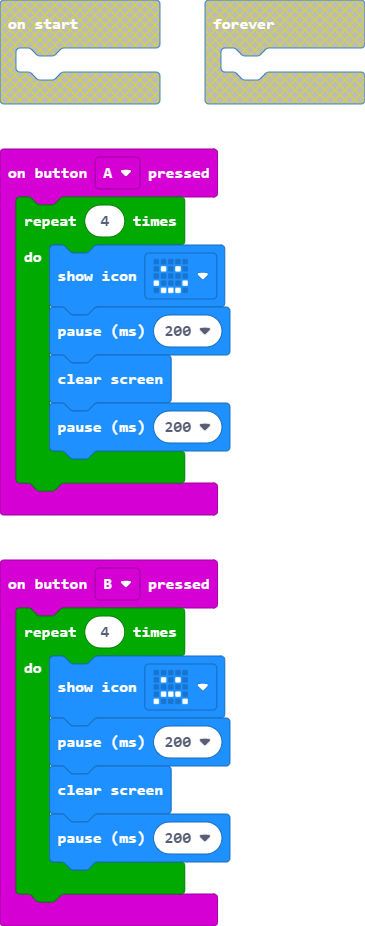 on start
forever
on button A pressed
repeat 4 times
do
show icon
pause (ms) 200
clear screen
pause (ms) 200
on button B pressed
repeat 4 times
do
show icon
pause (ms) 200
clear screen
pause (ms) 200